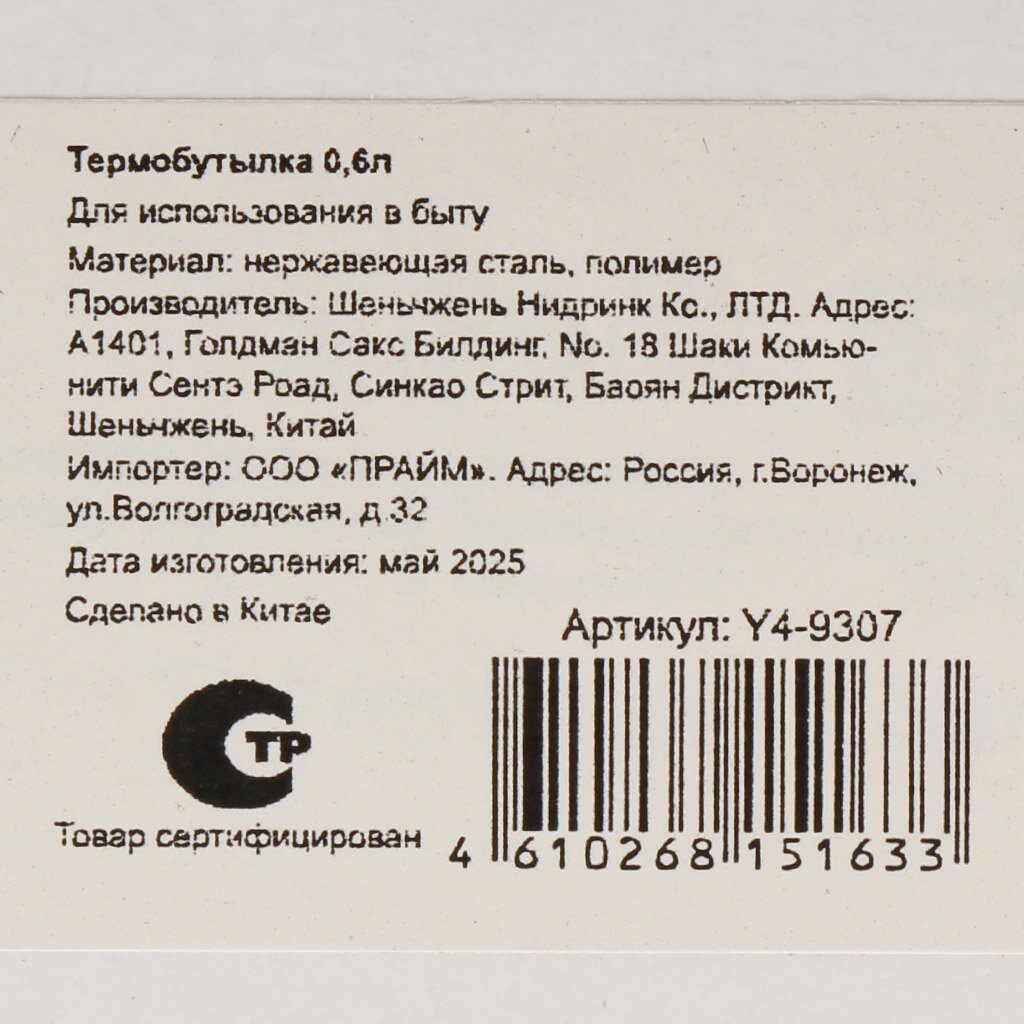 Термобутылка 0,6л
Для использования в быту
Материал: нержавеющая сталь, полимер
Производитель: Шеньчжень Нидринк Ко., ЛТД. Адрес:
А1401, Голдман Сакс Билдинг, No. 18 Шаки Комью-
нити Сентэ Роад, Синкао Стрит, Баоян Дистрикт,
Шеньчжень, Китай
Импортер: ООО «ПРАЙМ». Адрес: Россия, г.Воронеж,
ул.Волгоградская, д.32
Дата изготовления: май 2025
Сделано в Китае
Артикул: Y4-9307
СТР
Товар сертифицирован
4 610268 151633